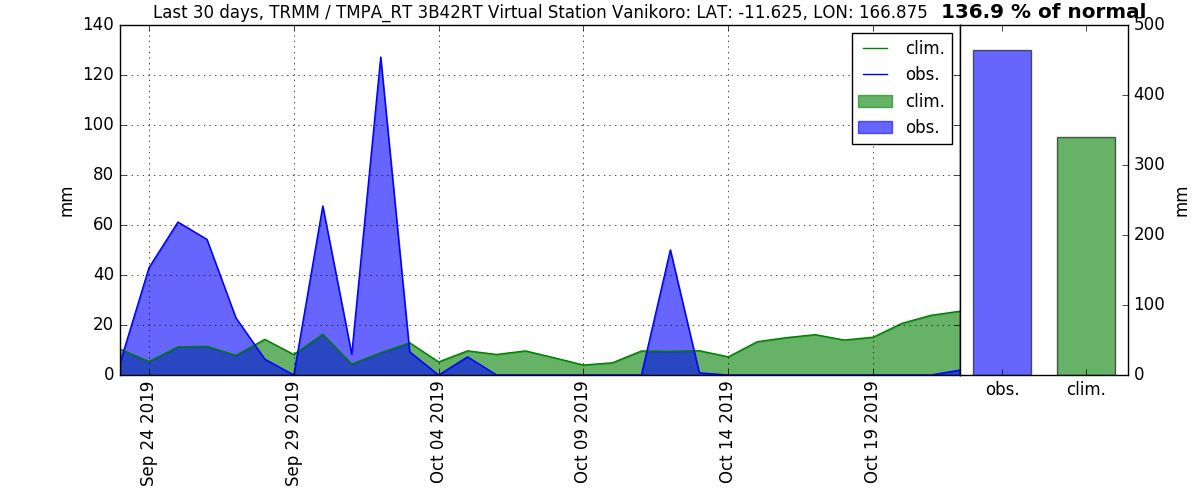 Last 30 days, TRMM / TMPA_RT 3B42RT Virtual Station Vanikoro: LAT: -11.625, LON: 166.875 136.9 % of normal
140
120
100
80
60
40
20
0
mm
clim.
obs.
clim.
obs.
500
400
300
200
100
0
mm
Sep 24 2019
Sep 29 2019
Oct 04 2019
Oct 09 2019
Oct 14 2019
Oct 19 2019
obs.
clim.